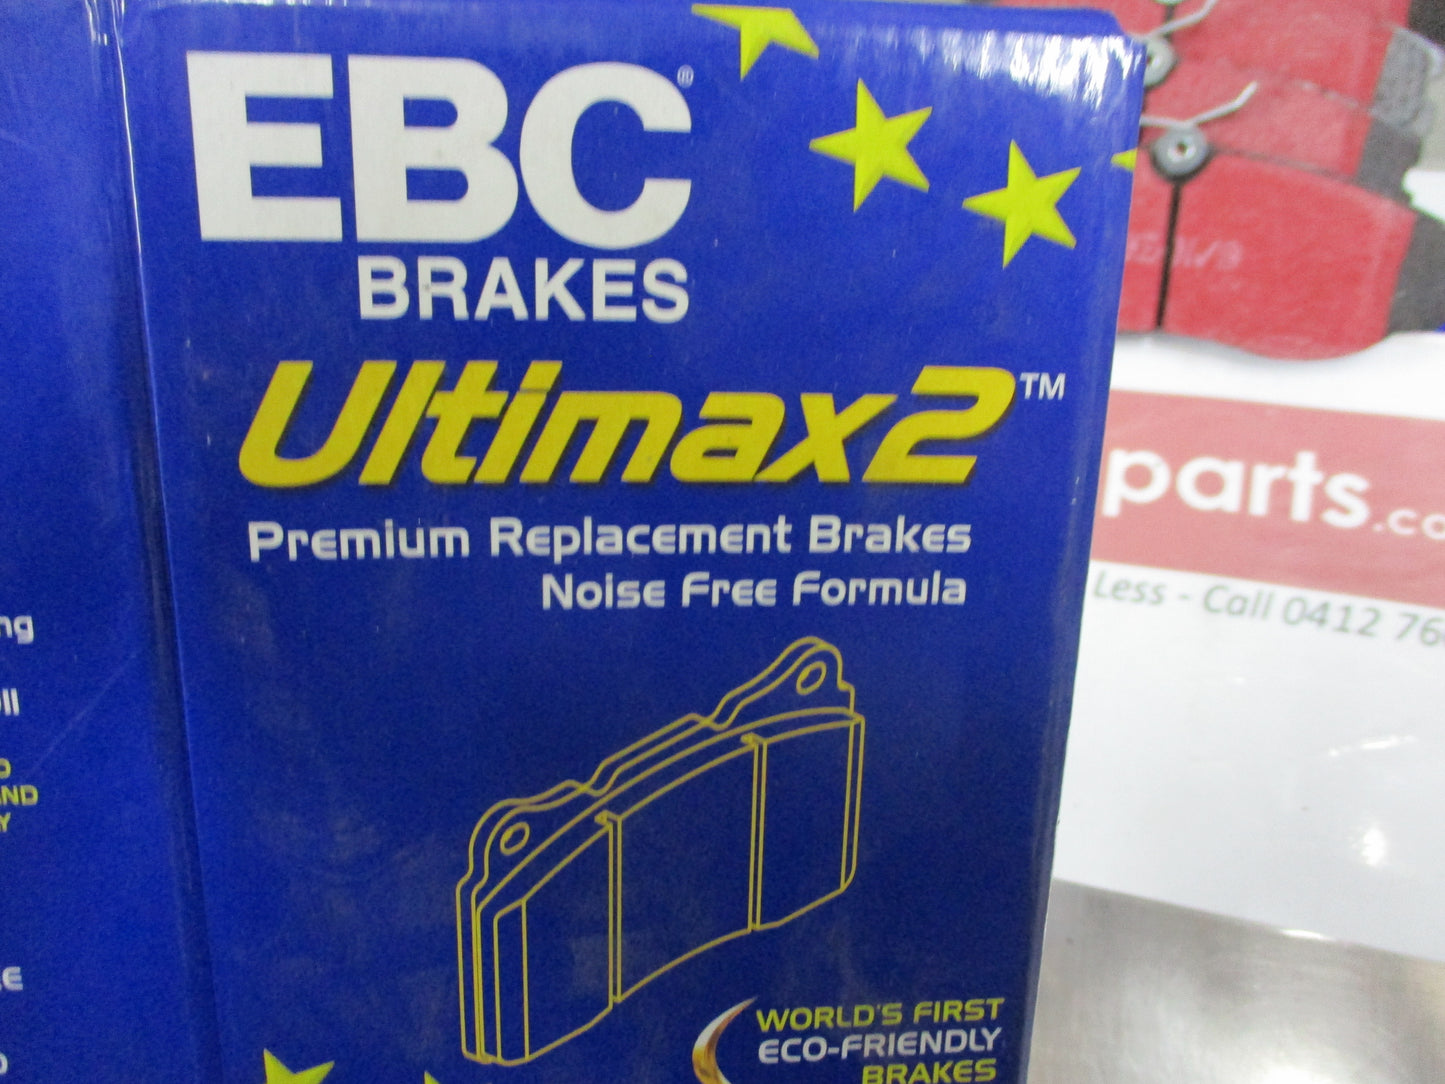 EBC®
BRAKES
Ultimax2™
Premium Replacement Brakes
Noise Free Formula
WORLD'S FIRST
ECO-FRIENDLY
BRAKES
parts.co
Less - Call 0412 76